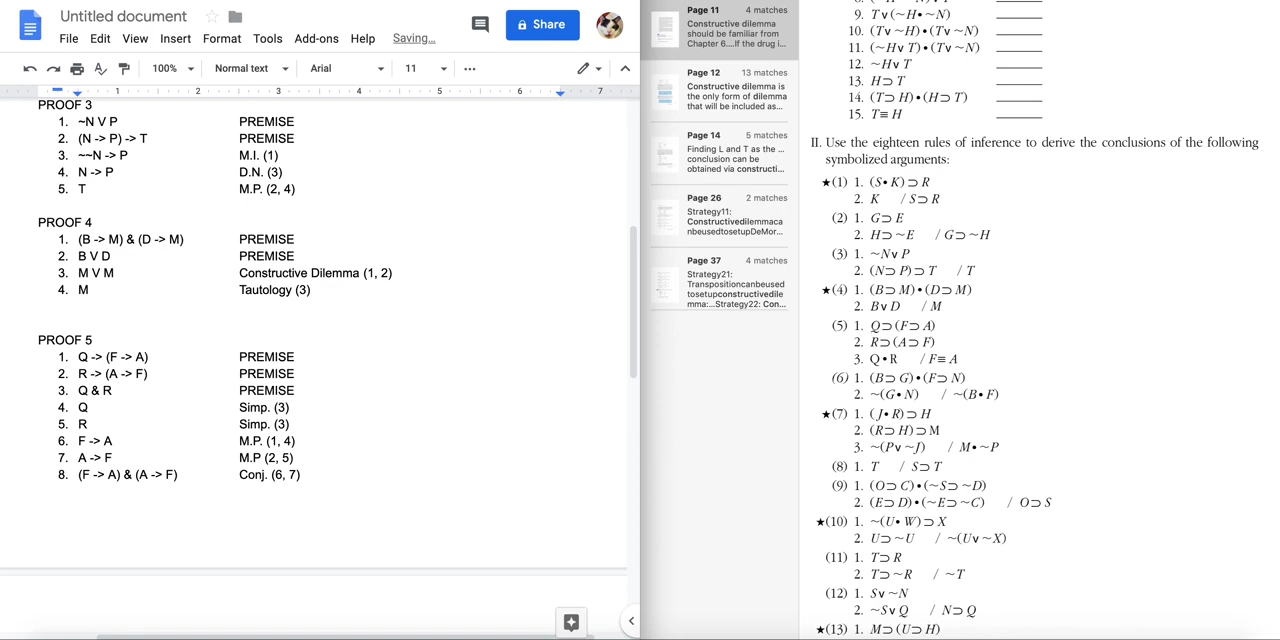 Untitled document
File Edit View Insert Format Tools Add-ons Help Saving...
Share
100% Normal text Arial 11
1 2 3 4 5 6 7
PROOF 3
1. ~N V P PREMISE
2. (N -> P) -> T PREMISE
3. ~~N -> P M.I. (1)
4. N -> P D.N. (3)
5. T M.P. (2, 4)
PROOF 4
1. (B -> M) & (D -> M) PREMISE
2. B V D PREMISE
3. M V M Constructive Dilemma (1, 2)
4. M Tautology (3)
PROOF 5
1. Q -> (F -> A) PREMISE
2. R -> (A -> F) PREMISE
3. Q & R PREMISE
4. Q Simp. (3)
5. R Simp. (3)
6. F -> A M.P. (1, 4)
7. A -> F M.P (2, 5)
8. (F -> A) & (A -> F) Conj. (6, 7)
Page 11 4 matches
Constructive dilemma
should be familiar from
Chapter 6....If the drug i...
Page 12 13 matches
Constructive dilemma is
the only form of dilemma
that will be included as...
Page 14 5 matches
Finding L and T as the ...
conclusion can be
obtained via constructi...
Page 26 2 matches
Strategy11:
Constructivedilemmaca
nbeusedtosetupDeMor...
Page 37 4 matches
Strategy21:
Transpositioncanbeused
tosetupconstructivedile
mma:...Strategy22: Con...
9. T∨(~H•~N)
10. (T∨ ~H)•(T∨ ~N)
11. (~H∨ T)•(T∨ ~N)
12. ~H∨ T
13. H⊃ T
14. (T⊃ H)•(H⊃ T)
15. T≡ H
II. Use the eighteen rules of inference to derive the conclusions of the following
symbolized arguments:
★(1) 1. (S• K)⊃ R
2. K / S⊃ R
(2) 1. G⊃ E
2. H⊃ ~E / G⊃ ~H
(3) 1. ~N∨ P
2. (N⊃ P)⊃ T / T
★(4) 1. (B⊃ M)•(D⊃ M)
2. B∨ D / M
(5) 1. Q⊃(F⊃ A)
2. R⊃(A⊃ F)
3. Q•R / F≡ A
(6) 1. (B⊃ G)•(F⊃ N)
2. ~(G•N) / ~(B•F)
★(7) 1. (J•R)⊃ H
2. (R⊃ H)⊃ M
3. ~(P∨ ~J) / M•~P
(8) 1. T / S⊃ T
(9) 1. (O⊃ C)•(~S⊃ ~D)
2. (E⊃ D)•(~E⊃ ~C) / O⊃ S
★(10) 1. ~(U• W)⊃ X
2. U⊃ ~U / ~(U∨ ~X)
(11) 1. T⊃ R
2. T⊃ ~R / ~T
(12) 1. S∨ ~N
2. ~S∨ Q / N⊃ Q
★(13) 1. M⊃(U⊃ H)